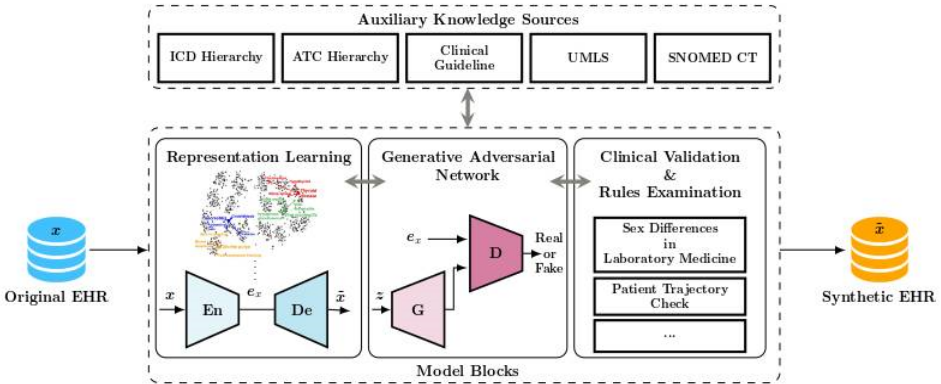 Auxiliary Knowledge Sources
ICD Hierarchy
ATC Hierarchy
Clinical
Guideline
UMLS
SNOMED CT
Representation Learning
Generative Adversarial
Network
Clinical Validation
&
Rules Examination
x
Original EHR
x
En
e_x
De
x̃
e_x
D
Real
or
Fake
z
G
Sex Differences
in
Laboratory Medicine
Patient Trajectory
Check
...
x̃
Synthetic EHR
Model Blocks